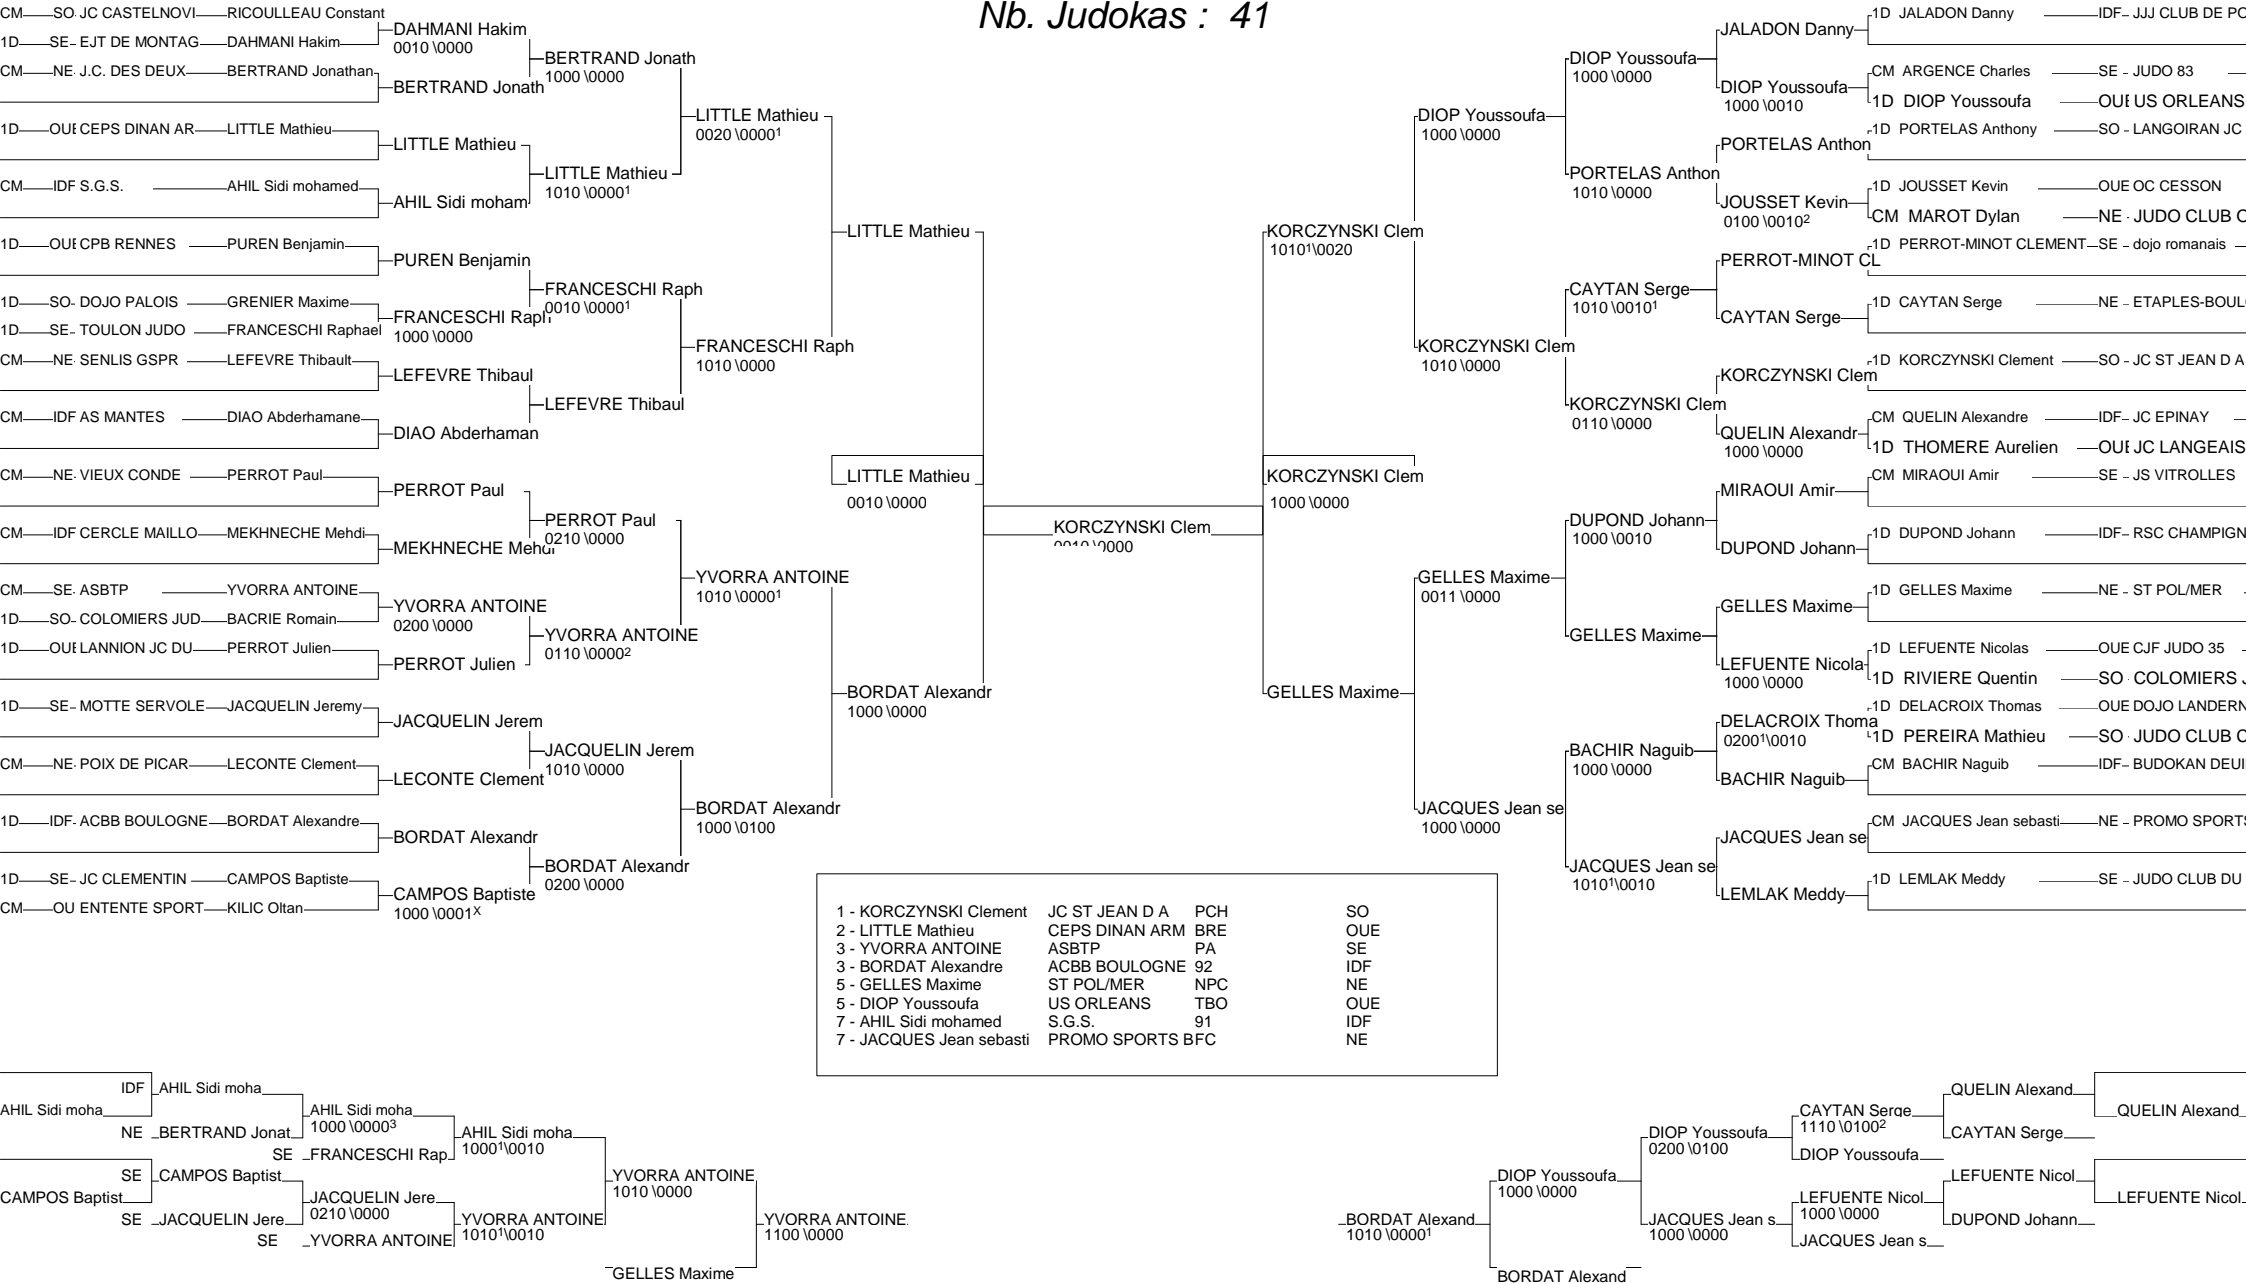 Nb. Judokas : 41
CM SO JC CASTELNOVI RICOULLEAU Constant
1D SE EJT DE MONTAG DAHMANI Hakim
CM NE J.C. DES DEUX BERTRAND Jonathan
1D CEPS DINAN AR LITTLE Mathieu
CM IDF S.G.S. AHIL Sidi mohamed
1D CPB RENNES PUREN Benjamin
1D SO DOJO PALOIS GRENIER Maxime
1D SE TOULON JUDO FRANCESCHI Raphael
CM NE SENLIS GSPR LEFEVRE Thibault
CM IDF AS MANTES DIAO Abderhamane
CM NE VIEUX CONDE PERROT Paul
CM IDF CERCLE MAILLO MEKHNECHE Mehdi
CM SE ASBTP YVORRA ANTOINE
1D SO COLOMIERS JUD BACRIE Romain
1D LANNION JC DU PERROT Julien
1D SE MOTTE SERVOLE JACQUELIN Jeremy
CM NE POIX DE PICAR LECONTE Clement
1D IDF ACBB BOULOGNE BORDAT Alexandre
1D SE JC CLEMENTIN CAMPOS Baptiste
CM OU ENTENTE SPORT KILIC Oltan
DAHMANI Hakim
0010 \0000
BERTRAND Jonath
LITTLE Mathieu
AHIL Sidi moham
PUREN Benjamin
FRANCESCHI Raph
1000 \0000
LEFEVRE Thibaul
DIAO Abderhaman
PERROT Paul
MEKHNECHE Mehdi
YVORRA ANTOINE
0200 \0000
PERROT Julien
JACQUELIN Jerem
LECONTE Clement
BORDAT Alexandr
CAMPOS Baptiste
1000 \0001X
BERTRAND Jonath
1000 \0000
LITTLE Mathieu
1010 \0000¹
FRANCESCHI Raph
0010 \0000¹
LEFEVRE Thibaul
PERROT Paul
0210 \0000
YVORRA ANTOINE
0110 \0000²
JACQUELIN Jerem
1010 \0000
BORDAT Alexandr
0200 \0000
LITTLE Mathieu
0020 \0000¹
FRANCESCHI Raph
1010 \0000
YVORRA ANTOINE
1010 \0000¹
BORDAT Alexandr
1000 \0100
LITTLE Mathieu
BORDAT Alexandr
1000 \0000
LITTLE Mathieu
0010 \0000
KORCZYNSKI Clem
0010 \0000
KORCZYNSKI Clem
1000 \0000
KORCZYNSKI Clem
1010¹\0020
GELLES Maxime
DIOP Youssoufa
1000 \0000
KORCZYNSKI Clem
1010 \0000
GELLES Maxime
0011 \0000
JACQUES Jean se
1000 \0000
DIOP Youssoufa
1000 \0000
PORTELAS Anthon
1010 \0000
CAYTAN Serge
1010 \0010¹
KORCZYNSKI Clem
0110 \0000
DUPOND Johann
1000 \0010
GELLES Maxime
BACHIR Naguib
1000 \0000
JACQUES Jean se
1010¹\0010
JALADON Danny
DIOP Youssoufa
1000 \0010
PORTELAS Anthon
JOUSSET Kevin
0100 \0010²
PERROT-MINOT CL
CAYTAN Serge
KORCZYNSKI Clem
QUELIN Alexandr
1000 \0000
MIRAOUI Amir
DUPOND Johann
GELLES Maxime
LEFUENTE Nicola
1000 \0000
DELACROIX Thoma
0200¹\0010
BACHIR Naguib
JACQUES Jean se
LEMLAK Meddy
1D JALADON Danny IDF JJJ CLUB DE PO
CM ARGENCE Charles SE JUDO 83
1D DIOP Youssoufa US ORLEANS
1D PORTELAS Anthony SO LANGOIRAN JC
1D JOUSSET Kevin OUE OC CESSON
CM MAROT Dylan NE JUDO CLUB C
1D PERROT-MINOT CLEMENT SE dojo romanais
1D CAYTAN Serge NE ETAPLES-BOUL
1D KORCZYNSKI Clement SO JC ST JEAN D A
CM QUELIN Alexandre IDF JC EPINAY
1D THOMERE Aurelien JC LANGEAIS
CM MIRAOUI Amir SE JS VITROLLES
1D DUPOND Johann IDF RSC CHAMPIGN
1D GELLES Maxime NE ST POL/MER
1D LEFUENTE Nicolas OUE CJF JUDO 35
1D RIVIERE Quentin SO COLOMIERS
1D DELACROIX Thomas OUE DOJO LANDERN
1D PEREIRA Mathieu SO JUDO CLUB C
CM BACHIR Naguib IDF BUDOKAN DEUI
CM JACQUES Jean sebasti NE PROMO SPORTS
1D LEMLAK Meddy SE JUDO CLUB DU
1 - KORCZYNSKI Clement JC ST JEAN D A PCH SO
2 - LITTLE Mathieu CEPS DINAN ARM BRE OUE
3 - YVORRA ANTOINE ASBTP PA SE
3 - BORDAT Alexandre ACBB BOULOGNE 92 IDF
5 - GELLES Maxime ST POL/MER NPC NE
5 - DIOP Youssoufa US ORLEANS TBO OUE
7 - AHIL Sidi mohamed S.G.S. 91 IDF
7 - JACQUES Jean sebasti PROMO SPORTS BFC NE
AHIL Sidi moha
CAMPOS Baptist
IDF AHIL Sidi moha
NE BERTRAND Jonat
SE CAMPOS Baptist
SE JACQUELIN Jere
AHIL Sidi moha
1000 \0000³
SE FRANCESCHI Rap
JACQUELIN Jere
0210 \0000
SE YVORRA ANTOINE
AHIL Sidi moha
1000¹\0010
YVORRA ANTOINE
1010¹\0010
YVORRA ANTOINE
1010 \0000
GELLES Maxime
YVORRA ANTOINE
1100 \0000
BORDAT Alexand
1010 \0000¹
DIOP Youssoufa
1000 \0000
BORDAT Alexand
DIOP Youssoufa
0200 \0100
JACQUES Jean s
1000 \0000
CAYTAN Serge
1110 \0100²
DIOP Youssoufa
LEFUENTE Nicol
1000 \0000
JACQUES Jean s
QUELIN Alexand
CAYTAN Serge
LEFUENTE Nicol
DUPOND Johann
QUELIN Alexand
LEFUENTE Nicol